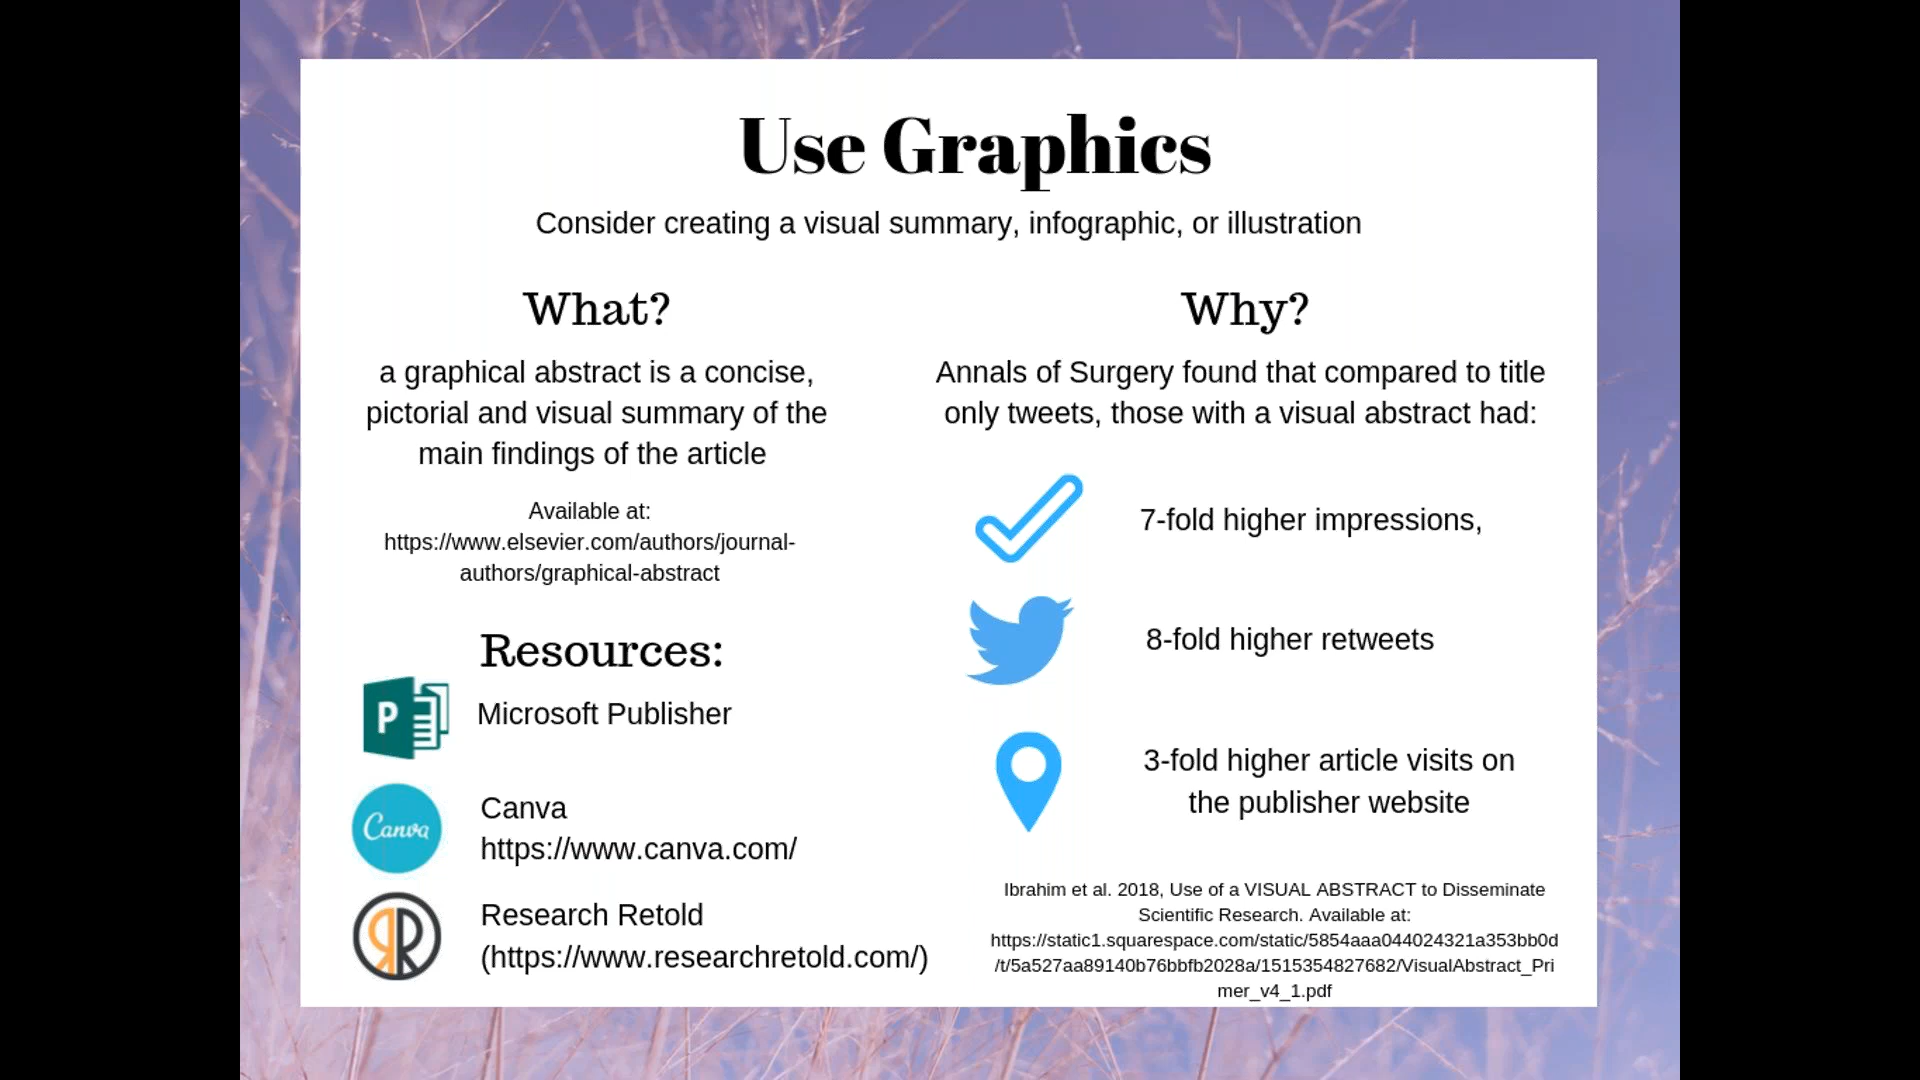 Use Graphics
Consider creating a visual summary, infographic, or illustration
What?
a graphical abstract is a concise,
pictorial and visual summary of the
main findings of the article
Available at:
https://www.elsevier.com/authors/journal-
authors/graphical-abstract
Resources:
P
Microsoft Publisher
Canva
Canva
https://www.canva.com/
RR
Research Retold
(https://www.researchretold.com/)
Why?
Annals of Surgery found that compared to title
only tweets, those with a visual abstract had:
7-fold higher impressions,
8-fold higher retweets
3-fold higher article visits on
the publisher website
Ibrahim et al. 2018, Use of a VISUAL ABSTRACT to Disseminate
Scientific Research. Available at:
https://static1.squarespace.com/static/5854aaa044024321a353bb0d
/t/5a527aa89140b76bbfb2028a/1515354827682/VisualAbstract_Pri
mer_v4_1.pdf